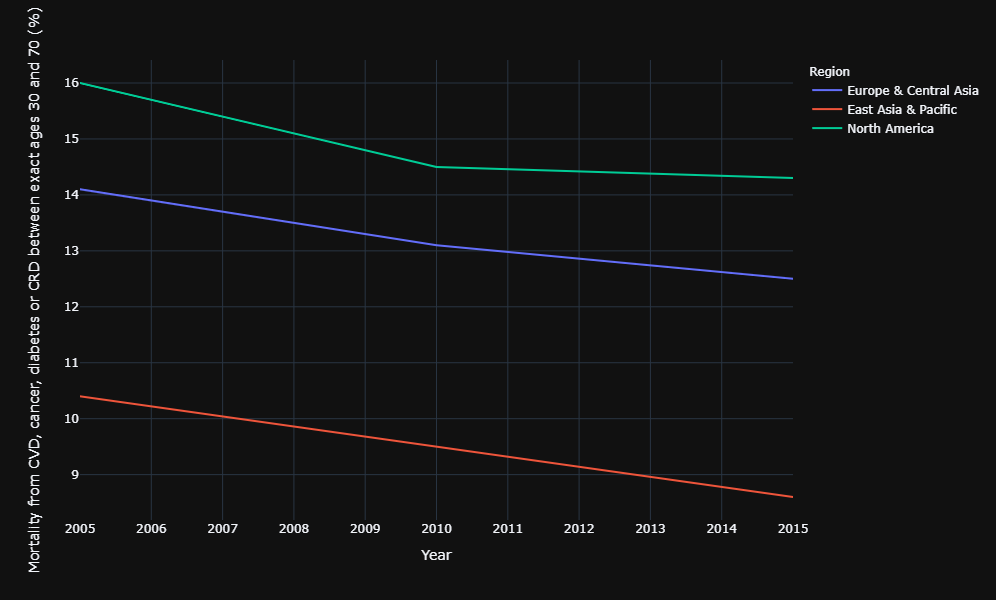 Mortality from CVD, cancer, diabetes or CRD between exact ages 30 and 70 (%)
16
15
14
13
12
11
10
9
2005 2006 2007 2008 2009 2010 2011 2012 2013 2014 2015
Year
Region
Europe & Central Asia
East Asia & Pacific
North America